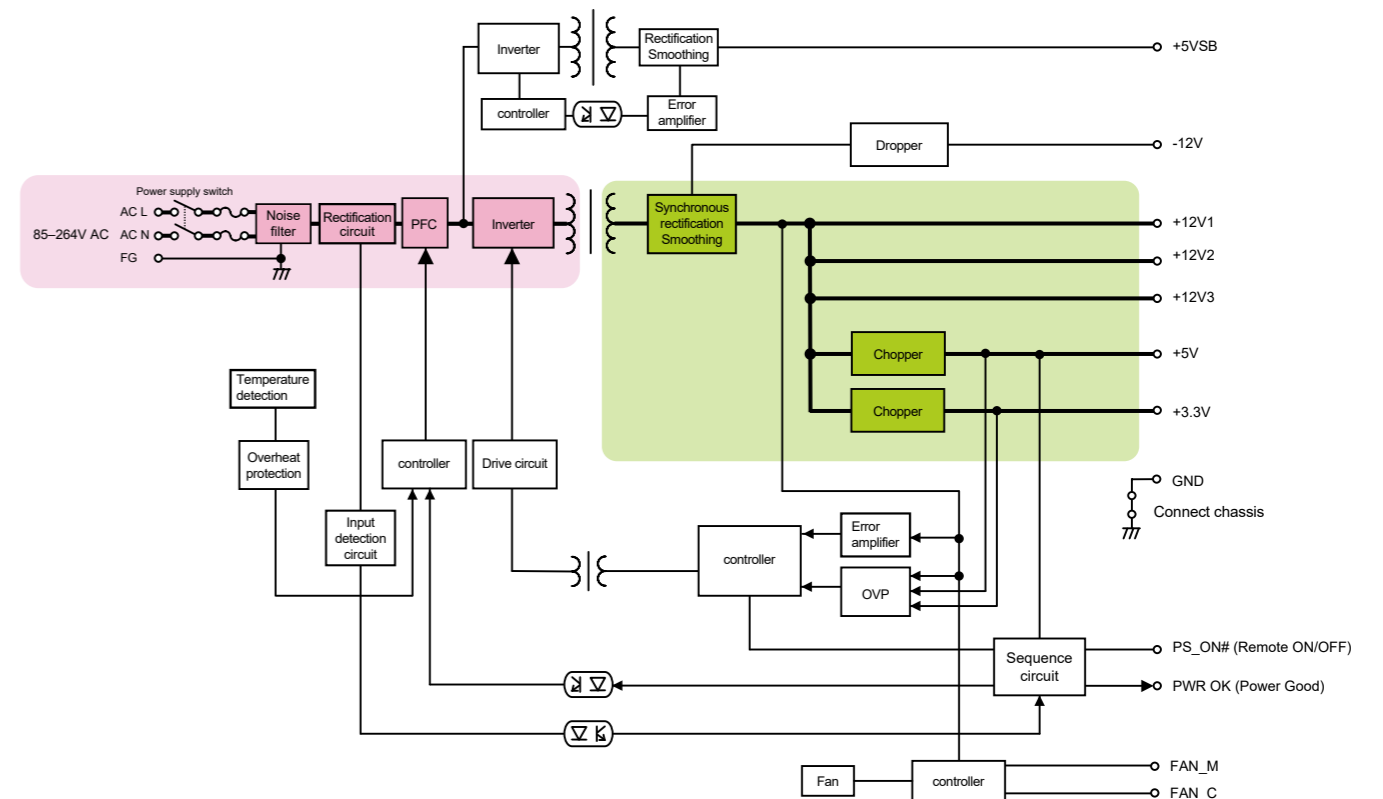 Inverter
Rectification
Smoothing
+5VSB
controller
Error
amplifier
Dropper
-12V
Power supply switch
AC L
85–264V AC
AC N
FG
Noise
filter
Rectification
circuit
PFC
Inverter
Synchronous
rectification
Smoothing
+12V1
+12V2
+12V3
Chopper
+5V
Chopper
+3.3V
Temperature
detection
Overheat
protection
controller
Drive circuit
Input
detection
circuit
GND
Connect chassis
controller
Error
amplifier
OVP
Sequence
circuit
PS_ON# (Remote ON/OFF)
PWR OK (Power Good)
Fan
controller
FAN_M
FAN_C